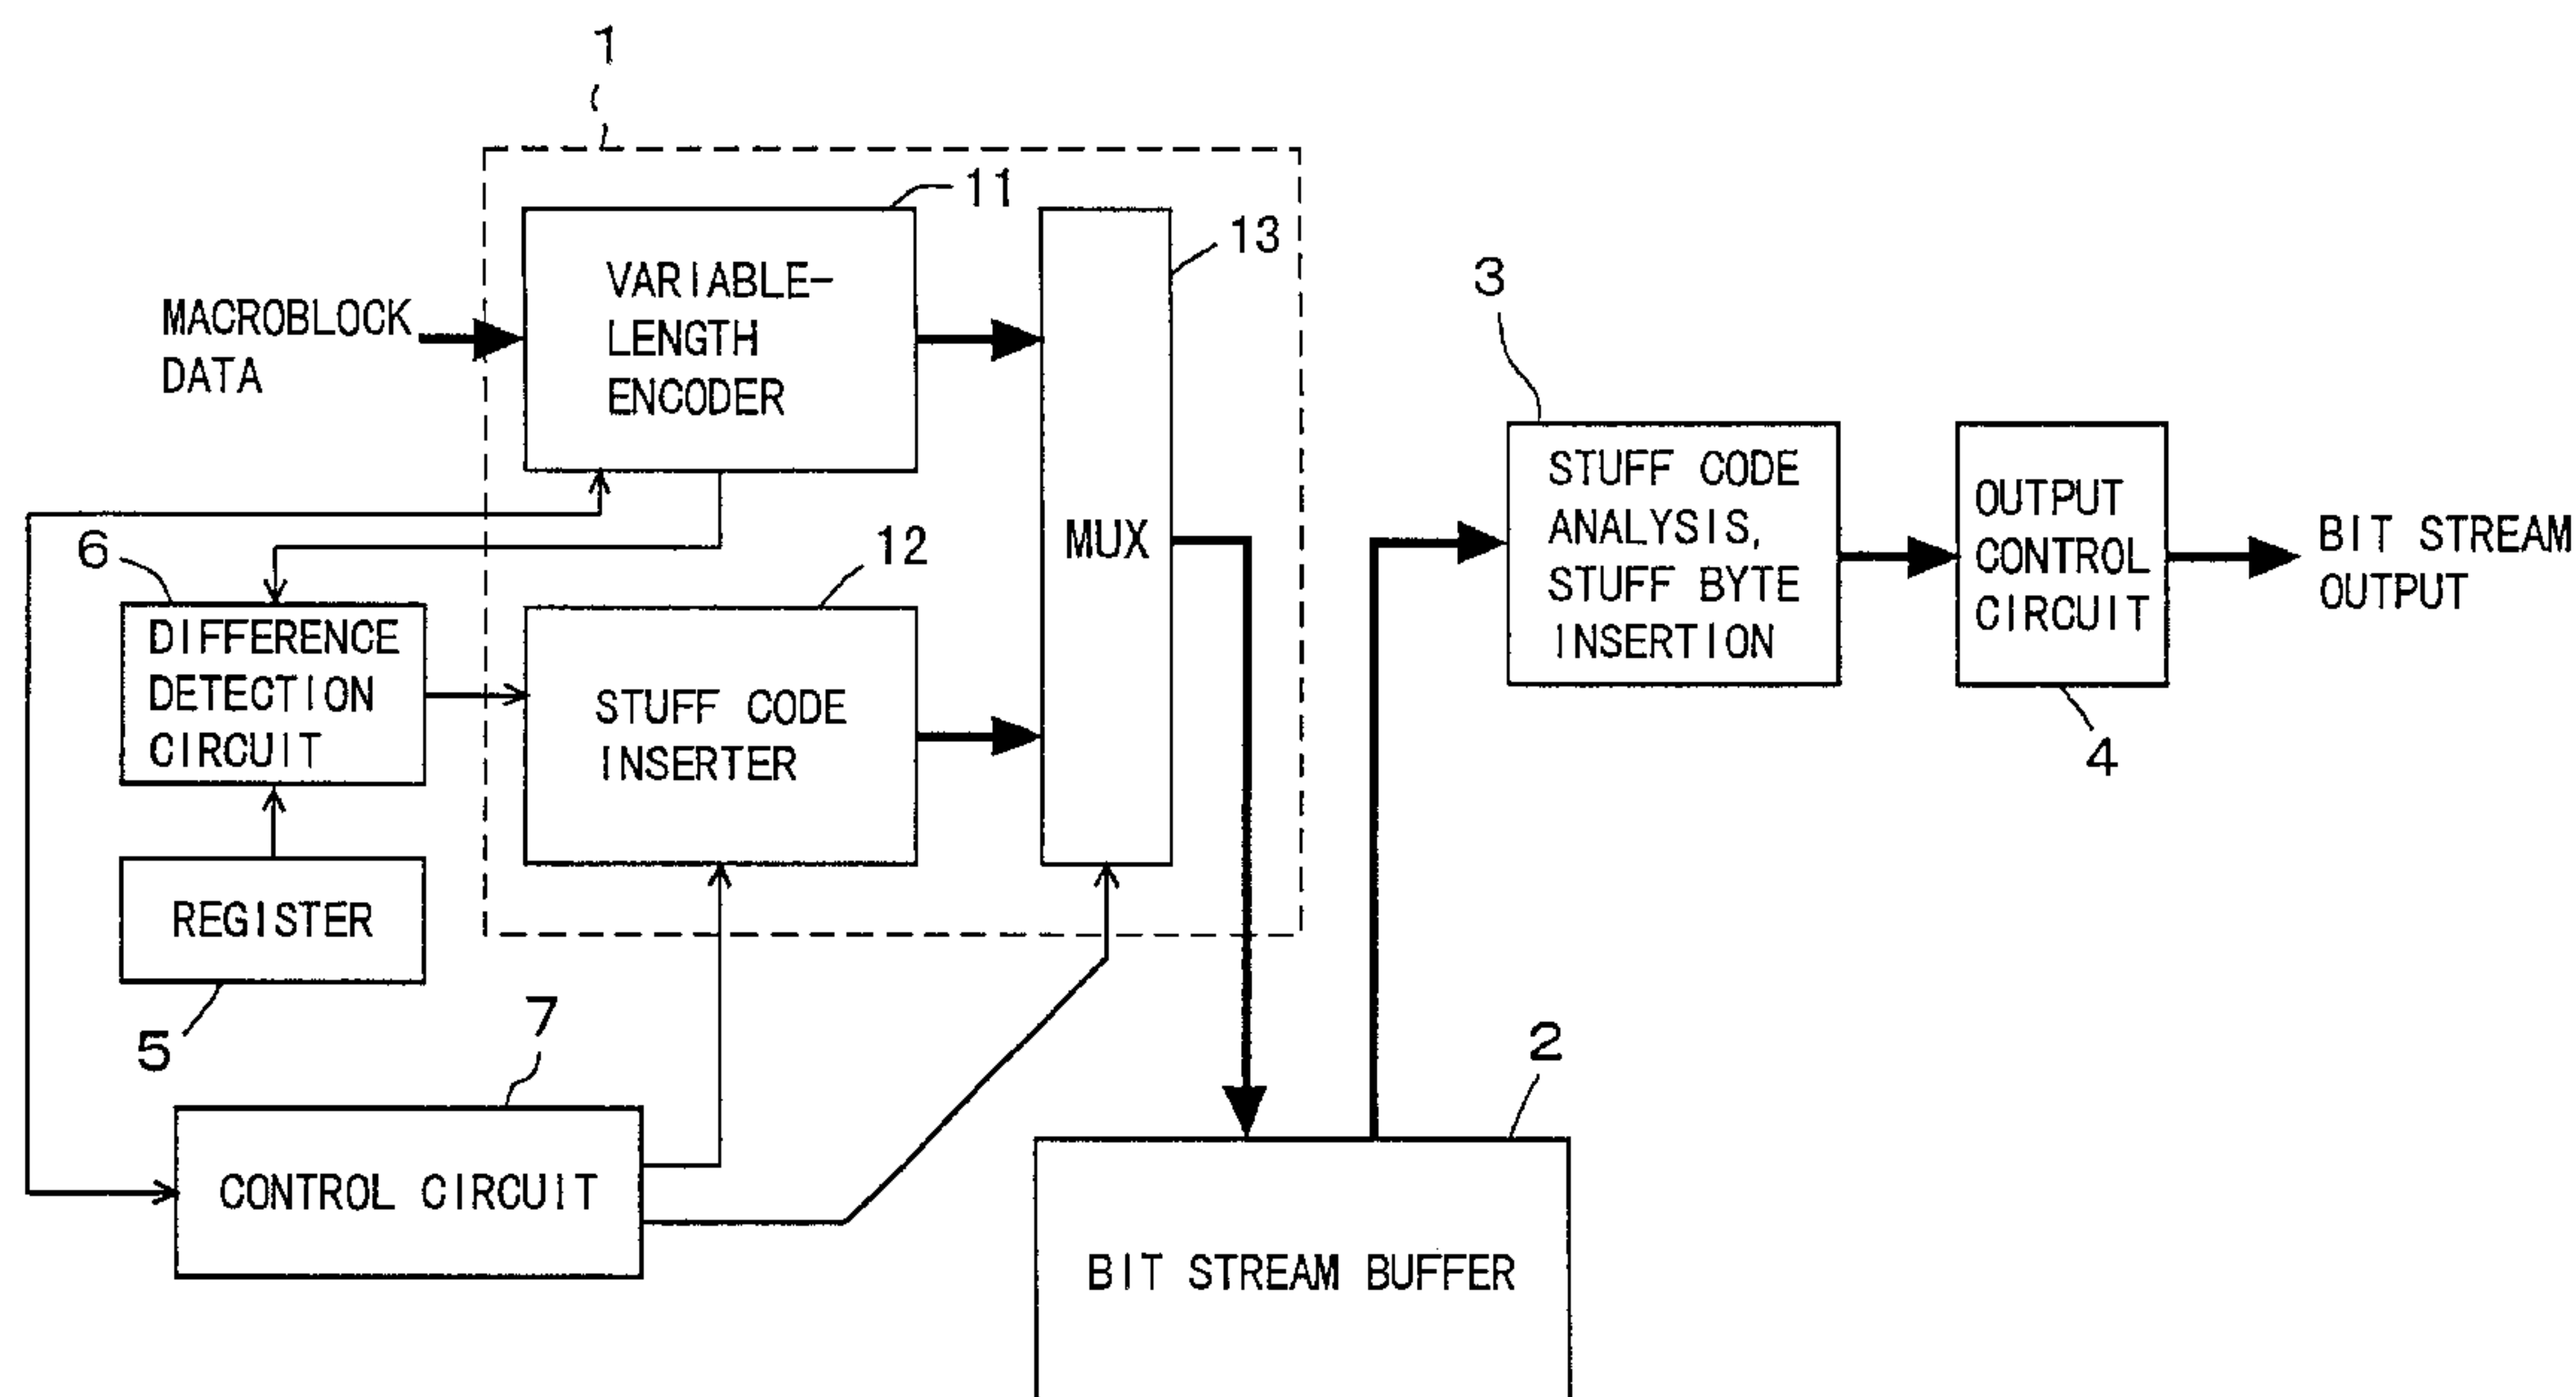 1
11
13
VARIABLE-
LENGTH
ENCODER
MACROBLOCK
DATA
3
STUFF CODE
ANALYSIS,
STUFF BYTE
INSERTION
OUTPUT
CONTROL
CIRCUIT
BIT STREAM
OUTPUT
4
MUX
6
12
DIFFERENCE
DETECTION
CIRCUIT
STUFF CODE
INSERTER
REGISTER
5
7
2
CONTROL CIRCUIT
BIT STREAM BUFFER